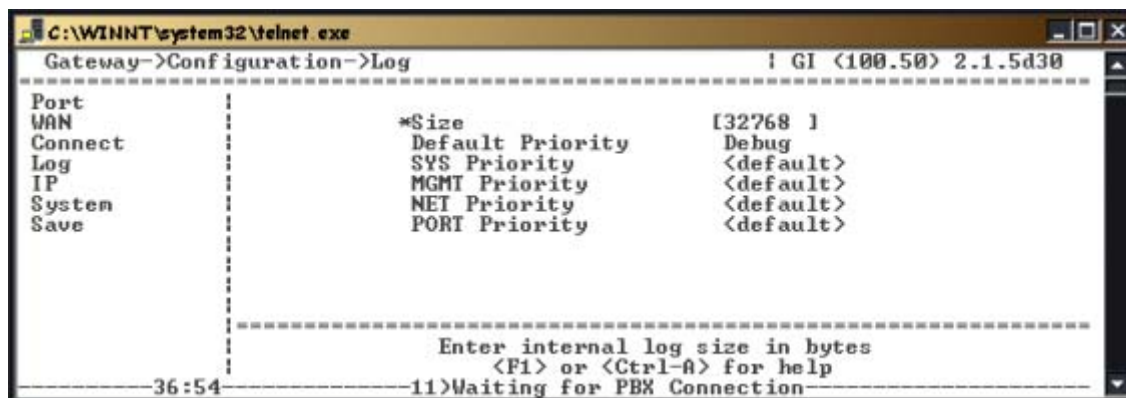 C:\WINNT\system32\telnet.exe
Gateway->Configuration->Log | GI (100.50) 2.1.5d30
Port
WAN *Size [32768 ]
Connect Default Priority Debug
Log SYS Priority <default>
IP MGMT Priority <default>
System NET Priority <default>
Save PORT Priority <default>
Enter internal log size in bytes
<F1> or <Ctrl-A> for help
36:54 11)Waiting for PBX Connection